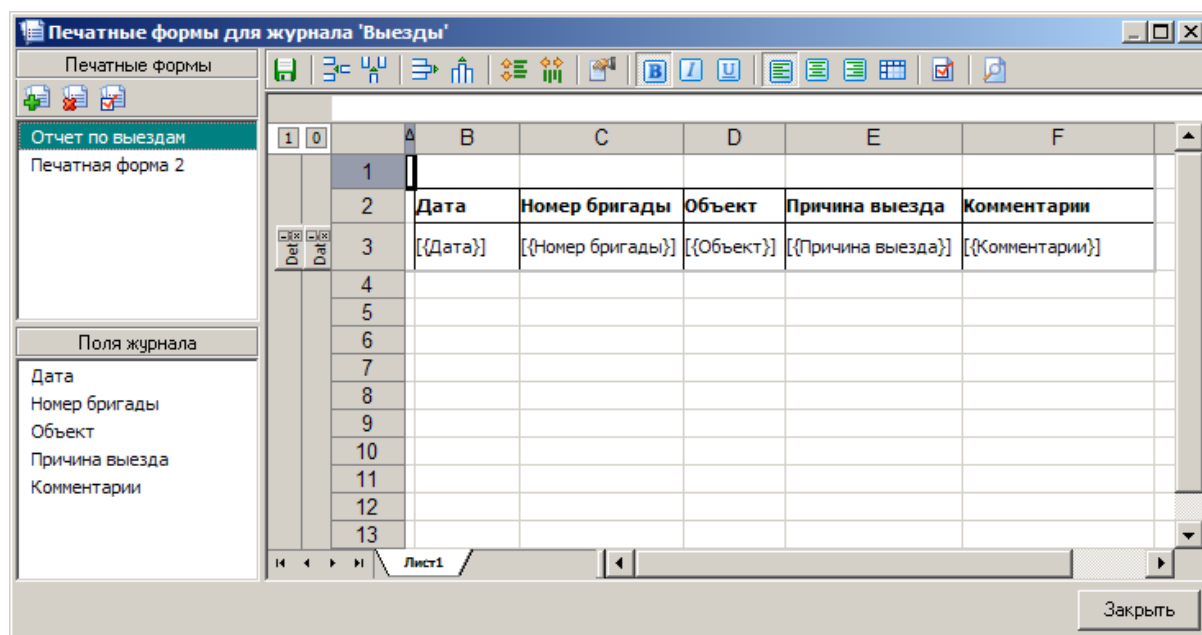 Печатные формы для журнала 'Выезды'
Печатные формы
B I U
Отчет по выездам
Печатная форма 2
1 0
A B C D E F
1
2 Дата Номер бригады Объект Причина выезда Комментарии
Det Dat
3 [{Дата}] [{Номер бригады}] [{Объект}] [{Причина выезда}] [{Комментарии}]
4
5
6
7
8
9
10
11
12
13
Поля журнала
Дата
Номер бригады
Объект
Причина выезда
Комментарии
Лист1
Закрыть